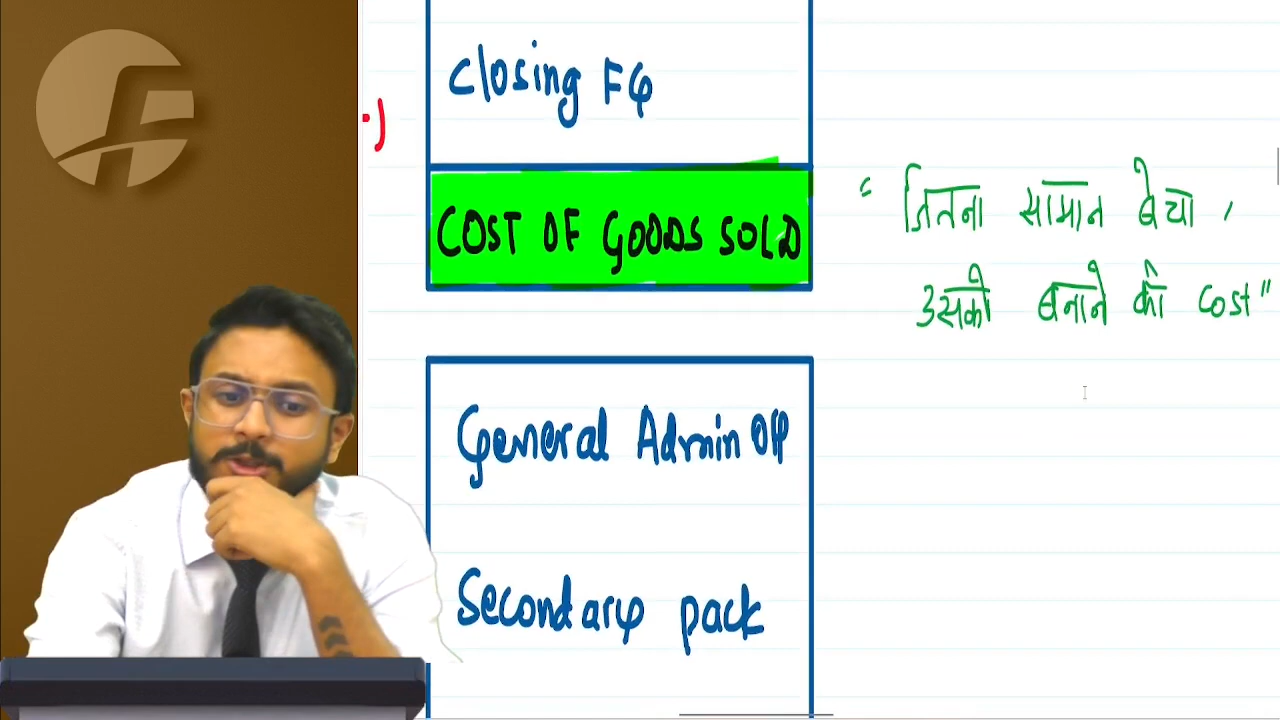 Closing FG
COST OF GOODS SOLD
" जितना सामान बेचा,
उसको बनाने की cost"
General Admin OH
Secondary pack